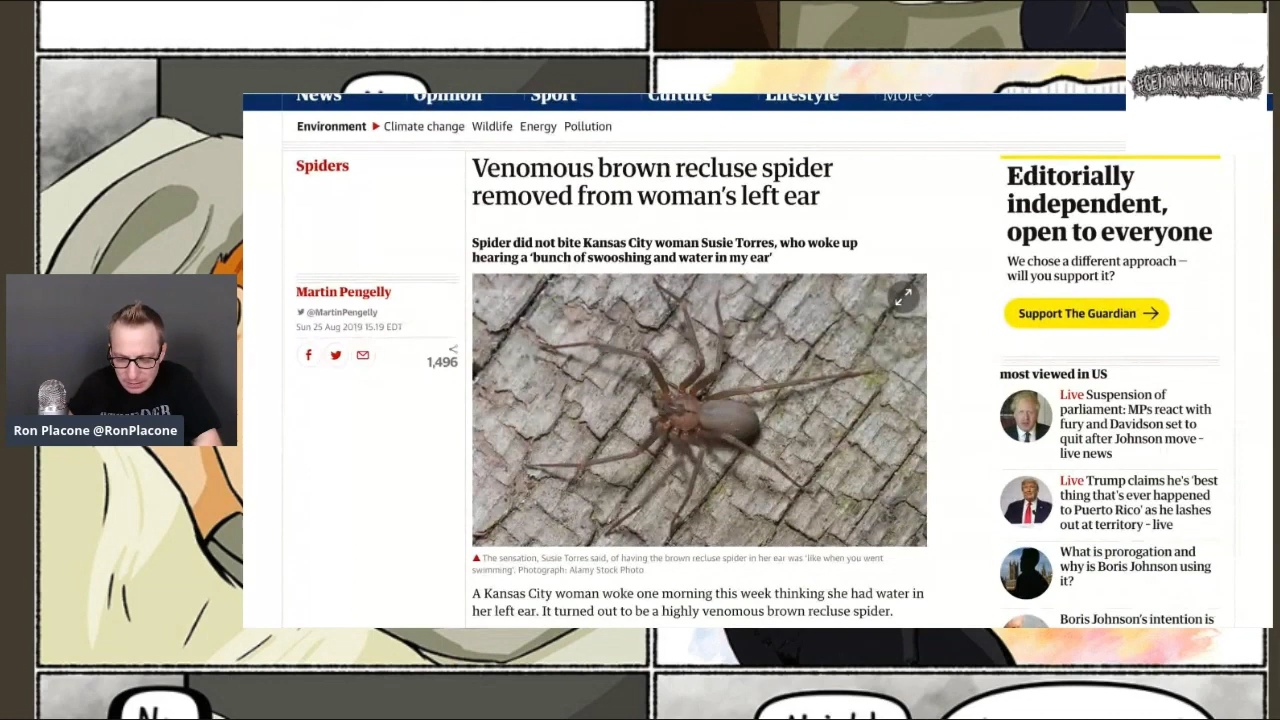 #GETYOURNEWSONWITHRON
News Opinion Sport Culture Lifestyle More
Environment Climate change Wildlife Energy Pollution
Spiders
Venomous brown recluse spider
removed from woman's left ear
Spider did not bite Kansas City woman Susie Torres, who woke up
hearing a 'bunch of swooshing and water in my ear'
Martin Pengelly
@MartinPengelly
Sun 25 Aug 2019 15.19 EDT
1,496
The sensation, Susie Torres said, of having the brown recluse spider in her ear was 'like when you went
swimming'. Photograph: Alamy Stock Photo
A Kansas City woman woke one morning this week thinking she had water in
her left ear. It turned out to be a highly venomous brown recluse spider.
Editorially
independent,
open to everyone
We chose a different approach —
will you support it?
Support The Guardian
most viewed in US
Live Suspension of
parliament: MPs react with
fury and Davidson set to
quit after Johnson move -
live news
Live Trump claims he's 'best
thing that's ever happened
to Puerto Rico' as he lashes
out at territory - live
What is prorogation and
why is Boris Johnson using
it?
Boris Johnson's intention is
Ron Placone @RonPlacone